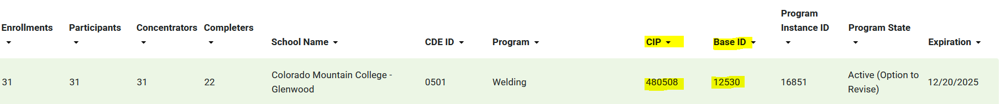 Enrollments Participants Concentrators Completers School Name CDE ID Program CIP Base ID Program Instance ID Program State Expiration
31 31 31 22 Colorado Mountain College - Glenwood 0501 Welding 480508 12530 16851 Active (Option to Revise) 12/20/2025